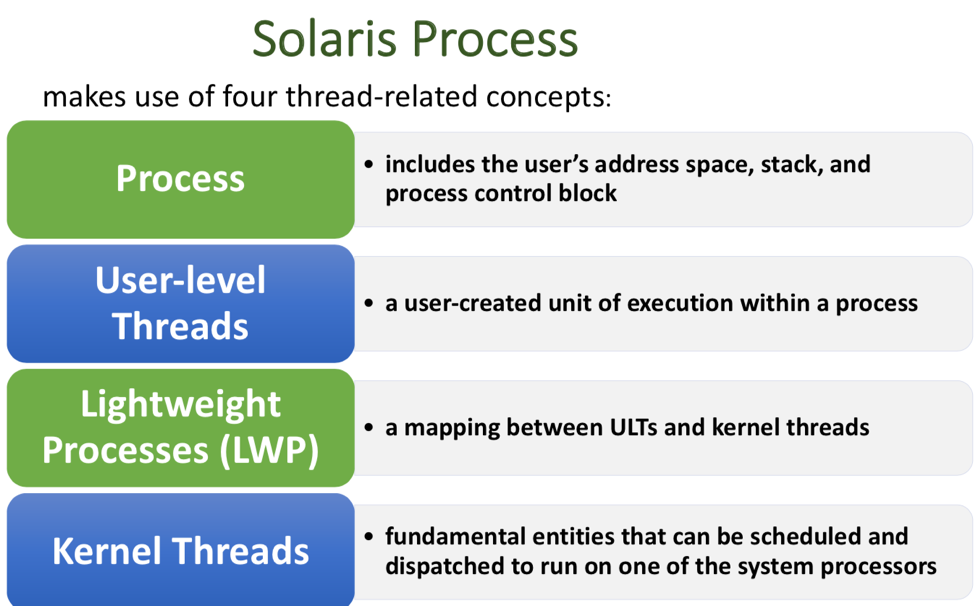 Solaris Process
makes use of four thread-related concepts:
Process
• includes the user’s address space, stack, and
process control block
User-level
Threads
• a user-created unit of execution within a process
Lightweight
Processes (LWP)
• a mapping between ULTs and kernel threads
Kernel Threads
• fundamental entities that can be scheduled and
dispatched to run on one of the system processors